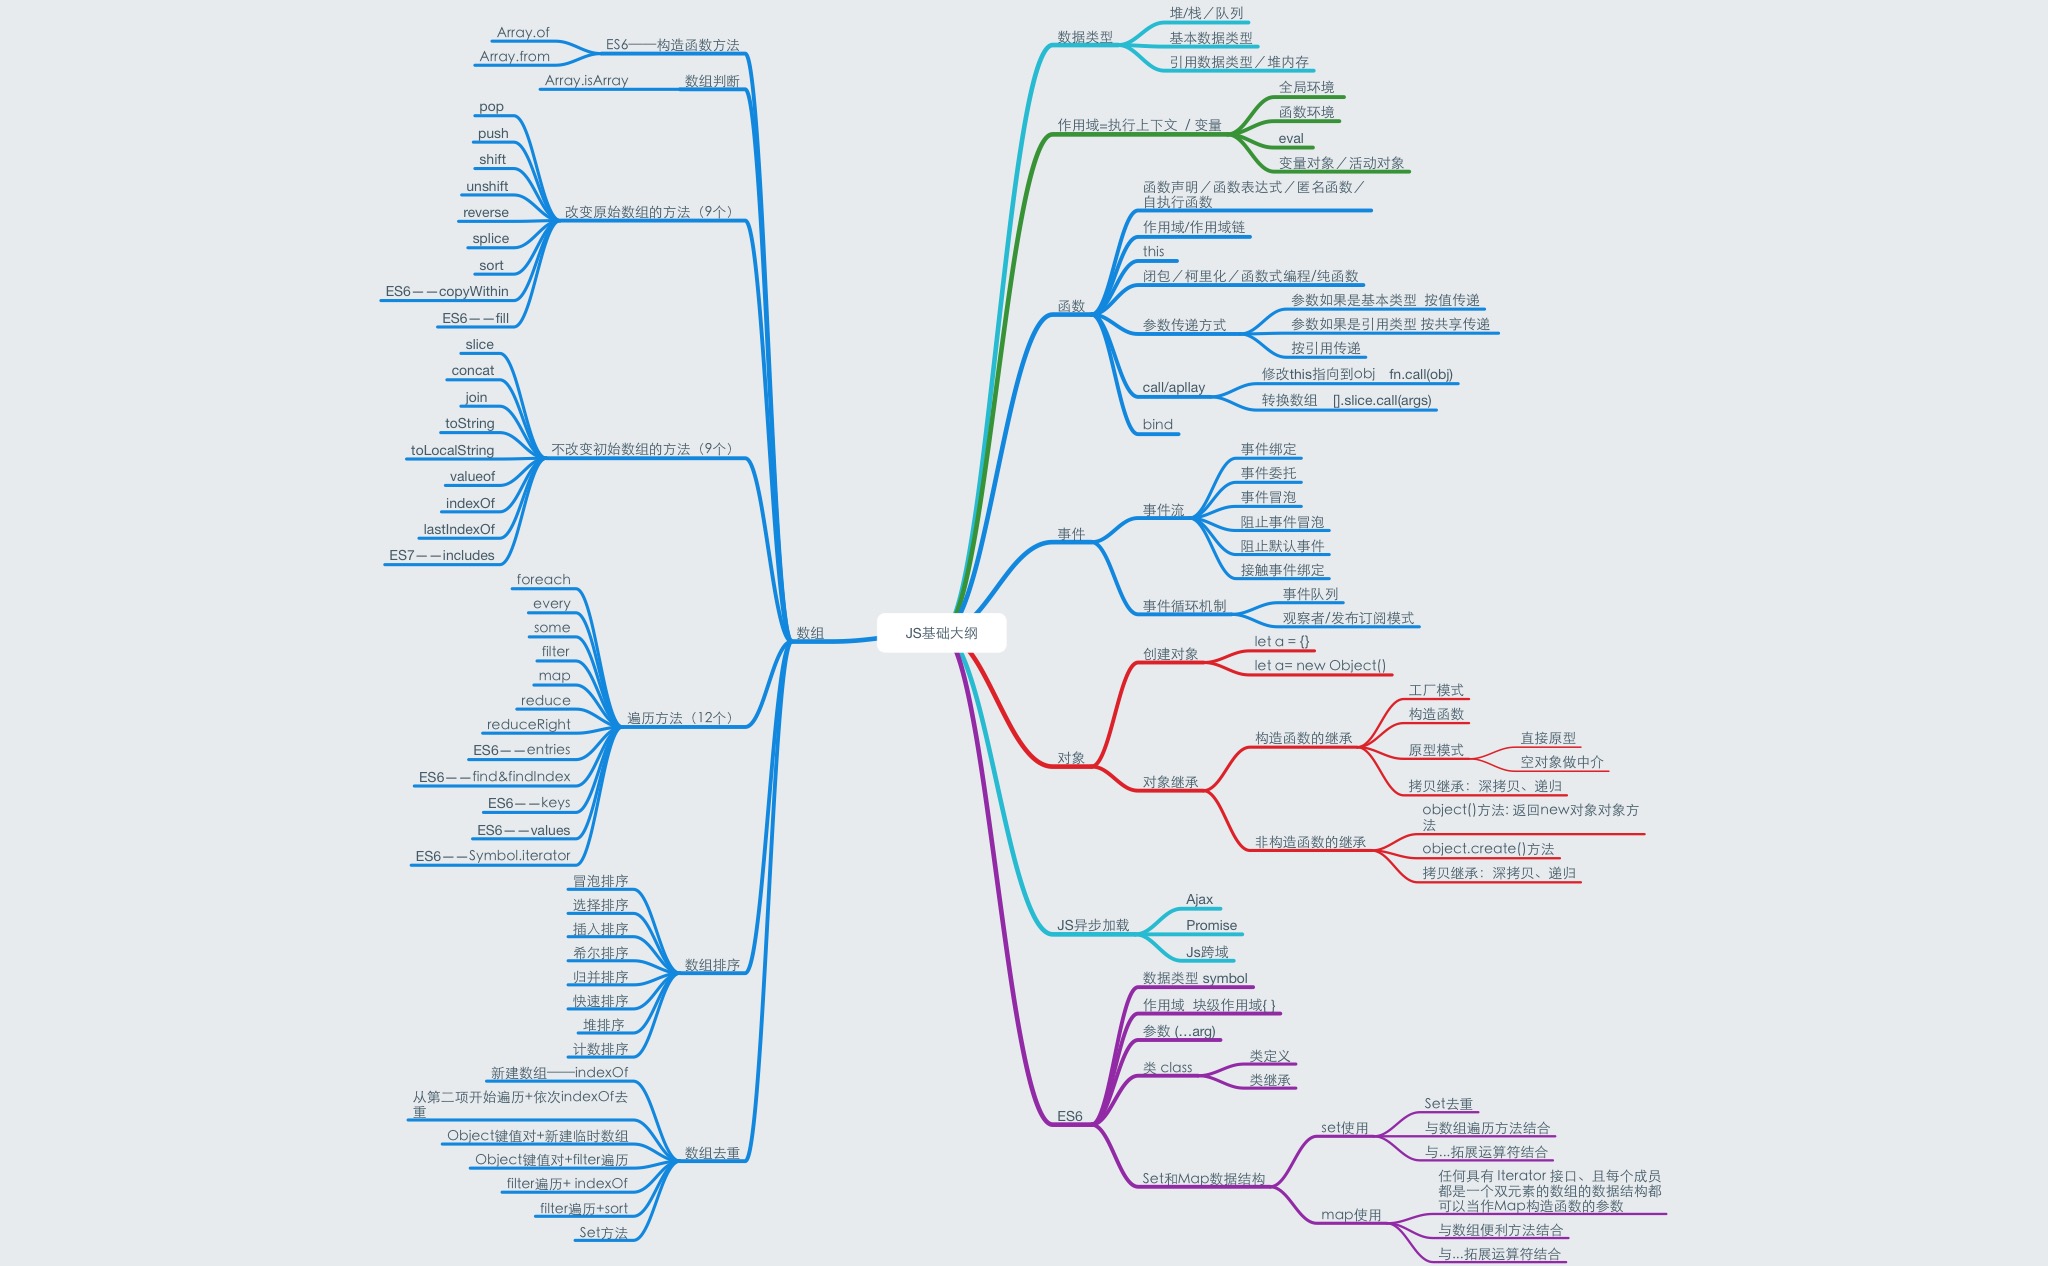 JS基础大纲
数组
ES6——构造函数方法
Array.of
Array.from
数组判断
Array.isArray
改变原始数组的方法（9个）
pop
push
shift
unshift
reverse
splice
sort
ES6——copyWithin
ES6——fill
不改变初始数组的方法（9个）
slice
concat
join
toString
toLocalString
valueof
indexOf
lastIndexOf
ES7——includes
遍历方法（12个）
foreach
every
some
filter
map
reduce
reduceRight
ES6——entries
ES6——find&findIndex
ES6——keys
ES6——values
ES6——Symbol.iterator
数组排序
冒泡排序
选择排序
插入排序
希尔排序
归并排序
快速排序
堆排序
计数排序
数组去重
新建数组——indexOf
从第二项开始遍历+依次indexOf去
重
Object键值对+新建临时数组
Object键值对+filter遍历
filter遍历+ indexOf
filter遍历+sort
Set方法
数据类型
堆/栈／队列
基本数据类型
引用数据类型／堆内存
作用域=执行上下文 / 变量
全局环境
函数环境
eval
变量对象／活动对象
函数
函数声明／函数表达式／匿名函数／
自执行函数
作用域/作用域链
this
闭包／柯里化／函数式编程/纯函数
参数传递方式
参数如果是基本类型 按值传递
参数如果是引用类型 按共享传递
按引用传递
call/apllay
修改this指向到obj fn.call(obj)
转换数组 [].slice.call(args)
bind
事件
事件流
事件绑定
事件委托
事件冒泡
阻止事件冒泡
阻止默认事件
接触事件绑定
事件循环机制
事件队列
观察者/发布订阅模式
对象
创建对象
let a = {}
let a= new Object()
对象继承
构造函数的继承
工厂模式
构造函数
原型模式
直接原型
空对象做中介
拷贝继承：深拷贝、递归
非构造函数的继承
object()方法: 返回new对象对象方
法
object.create()方法
拷贝继承：深拷贝、递归
JS异步加载
Ajax
Promise
Js跨域
ES6
数据类型 symbol
作用域 块级作用域{ }
参数 (...arg)
类 class
类定义
类继承
Set和Map数据结构
set使用
Set去重
与数组遍历方法结合
与...拓展运算符结合
map使用
任何具有 Iterator 接口、且每个成员
都是一个双元素的数组的数据结构都
可以当作Map构造函数的参数
与数组便利方法结合
与...拓展运算符结合